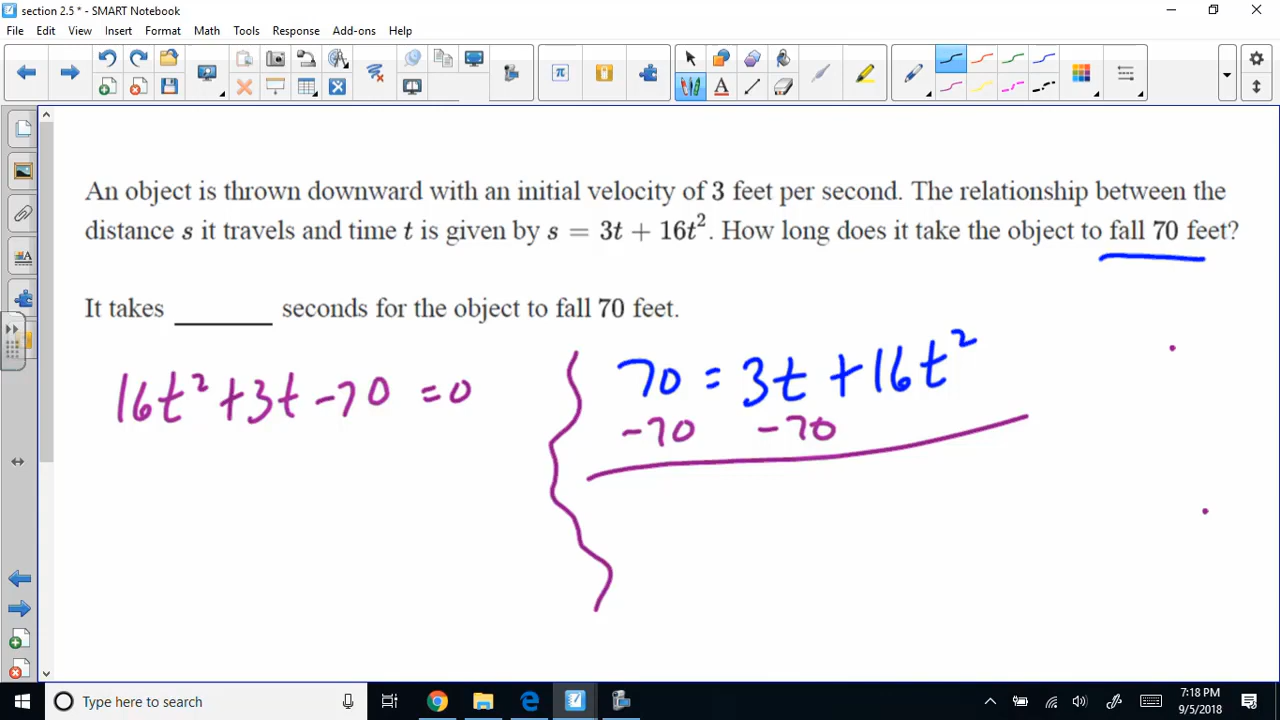 section 2.5 * - SMART Notebook
File Edit View Insert Format Math Tools Response Add-ons Help
An object is thrown downward with an initial velocity of 3 feet per second. The relationship between the
distance s it travels and time t is given by s = 3t + 16t². How long does it take the object to fall 70 feet?
It takes ________ seconds for the object to fall 70 feet.
16t² + 3t - 70 = 0
70 = 3t + 16t²
-70 -70
Type here to search
7:18 PM
9/5/2018